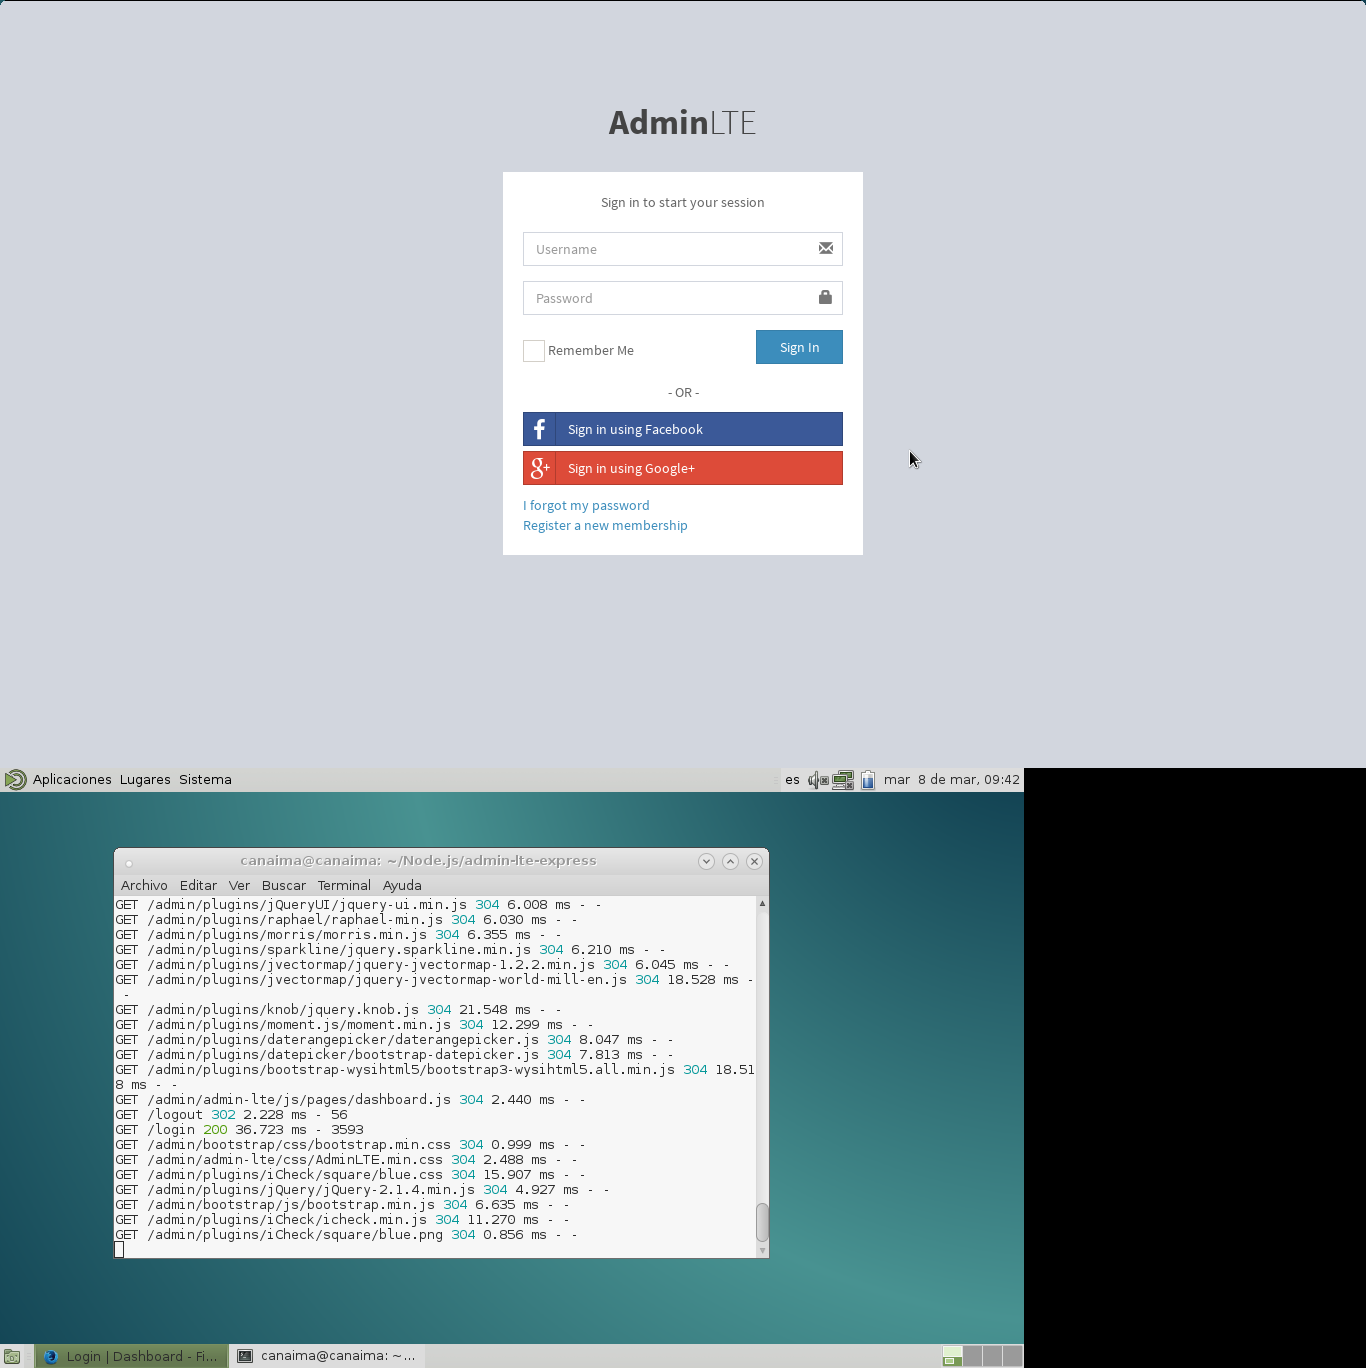 AdminLTE
Sign in to start your session
Username
Password
Remember Me
Sign In
- OR -
Sign in using Facebook
Sign in using Google+
I forgot my password
Register a new membership
Aplicaciones Lugares Sistema
es mar 8 de mar, 09:42
canaima@canaima: ~/Node.js/admin-lte-express
Archivo Editar Ver Buscar Terminal Ayuda
GET /admin/plugins/jQueryUI/jquery-ui.min.js 304 6.008 ms - -
GET /admin/plugins/raphael/raphael-min.js 304 6.030 ms - -
GET /admin/plugins/morris/morris.min.js 304 6.355 ms - -
GET /admin/plugins/sparkline/jquery.sparkline.min.js 304 6.210 ms - -
GET /admin/plugins/jvectormap/jquery-jvectormap-1.2.2.min.js 304 6.045 ms - -
GET /admin/plugins/jvectormap/jquery-jvectormap-world-mill-en.js 304 18.528 ms -
-
GET /admin/plugins/knob/jquery.knob.js 304 21.548 ms - -
GET /admin/plugins/moment.js/moment.min.js 304 12.299 ms - -
GET /admin/plugins/daterangepicker/daterangepicker.js 304 8.047 ms - -
GET /admin/plugins/datepicker/bootstrap-datepicker.js 304 7.813 ms - -
GET /admin/plugins/bootstrap-wysihtml5/bootstrap3-wysihtml5.all.min.js 304 18.51
8 ms - -
GET /admin/admin-lte/js/pages/dashboard.js 304 2.440 ms - -
GET /logout 302 2.228 ms - 56
GET /login 200 36.723 ms - 3593
GET /admin/bootstrap/css/bootstrap.min.css 304 0.999 ms - -
GET /admin/admin-lte/css/AdminLTE.min.css 304 2.488 ms - -
GET /admin/plugins/iCheck/square/blue.css 304 15.907 ms - -
GET /admin/plugins/jQuery/jQuery-2.1.4.min.js 304 4.927 ms - -
GET /admin/bootstrap/js/bootstrap.min.js 304 6.635 ms - -
GET /admin/plugins/iCheck/icheck.min.js 304 11.270 ms - -
GET /admin/plugins/iCheck/square/blue.png 304 0.856 ms - -
Login | Dashboard - Fi...
canaima@canaima: ~...